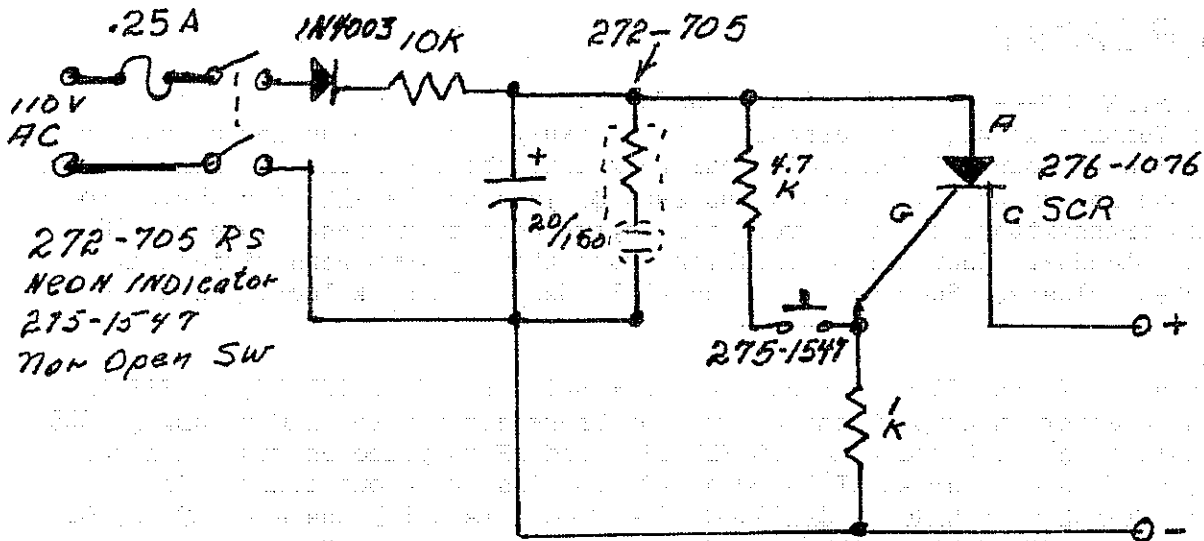 .25 A
1N4003
10K
272-705
110V
AC
+
20/160
4.7
K
A
276-1076
G
C SCR
272-705 RS
NEON INDicator
275-1547
Nor Open SW
275-1547
+
1
K
-